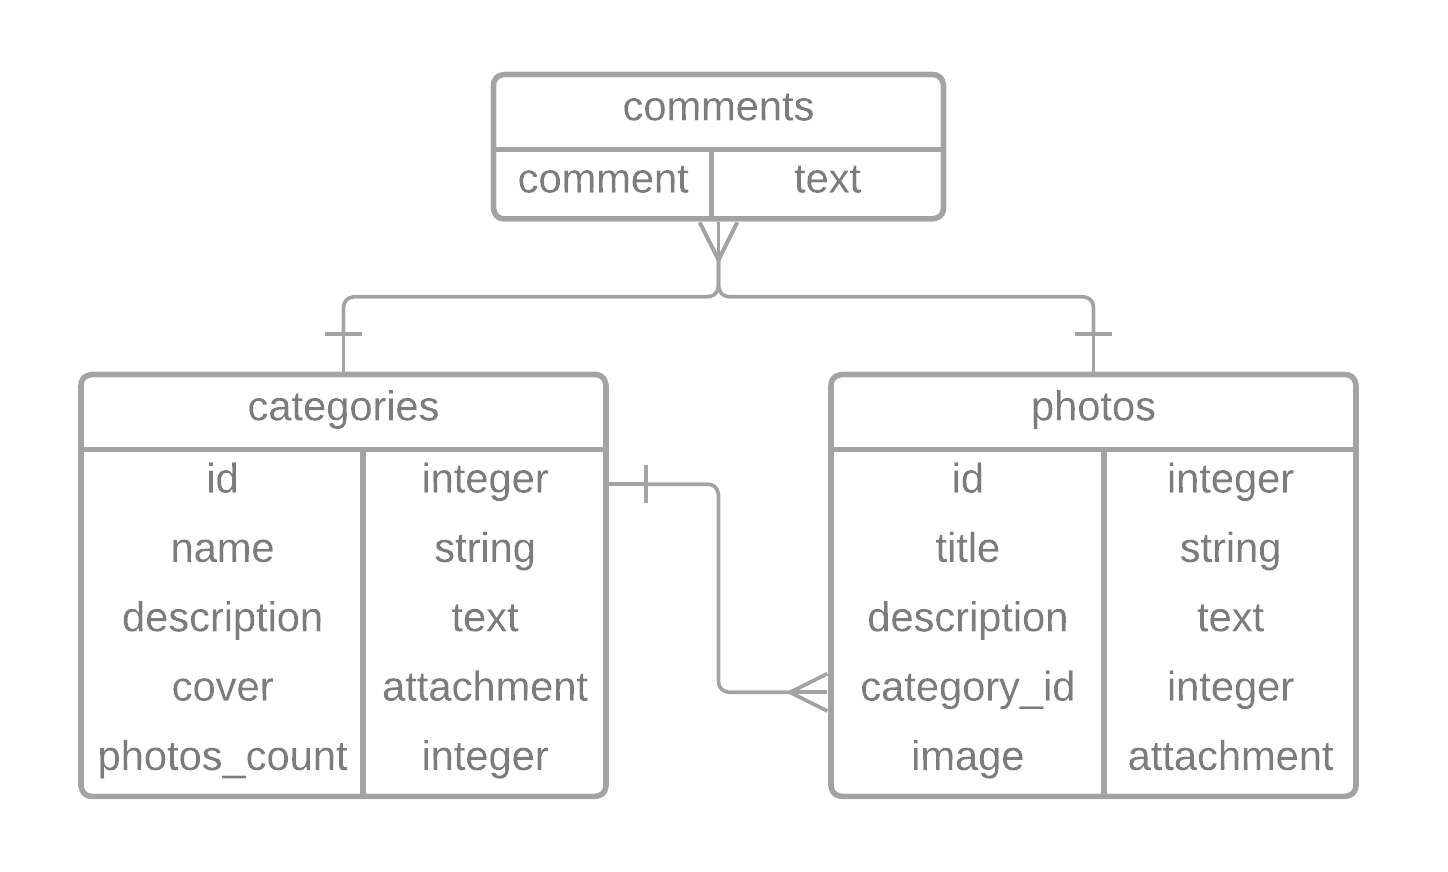 comments
comment text
categories
id integer
name string
description text
cover attachment
photos_count integer
photos
id integer
title string
description text
category_id integer
image attachment